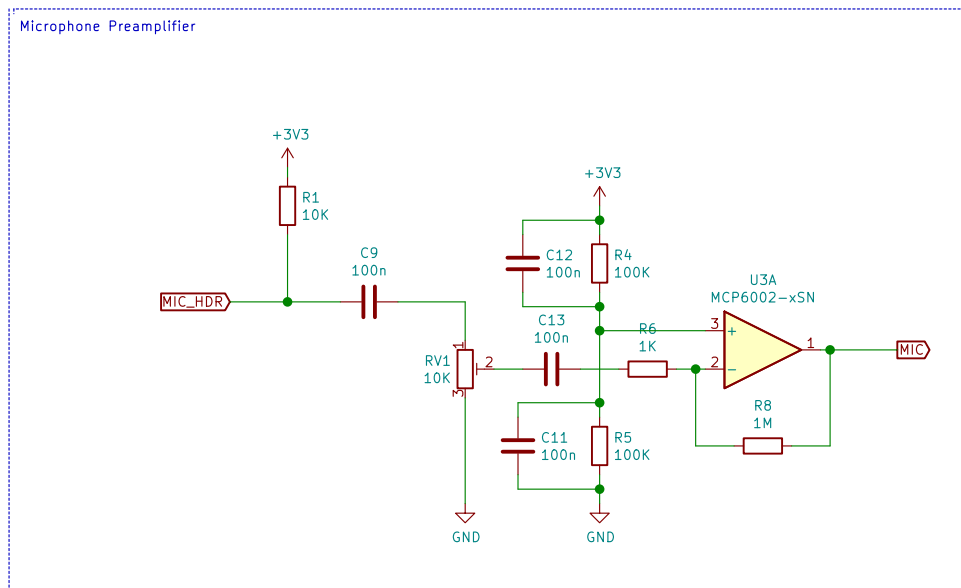 Microphone Preamplifier
+3V3
R1
10K
MIC_HDR
C9
100n
RV1
10K
1
2
3
+3V3
C12
100n
R4
100K
C13
100n
R6
1K
C11
100n
R5
100K
U3A
MCP6002-xSN
3
+
2
−
1
MIC
R8
1M
GND
GND